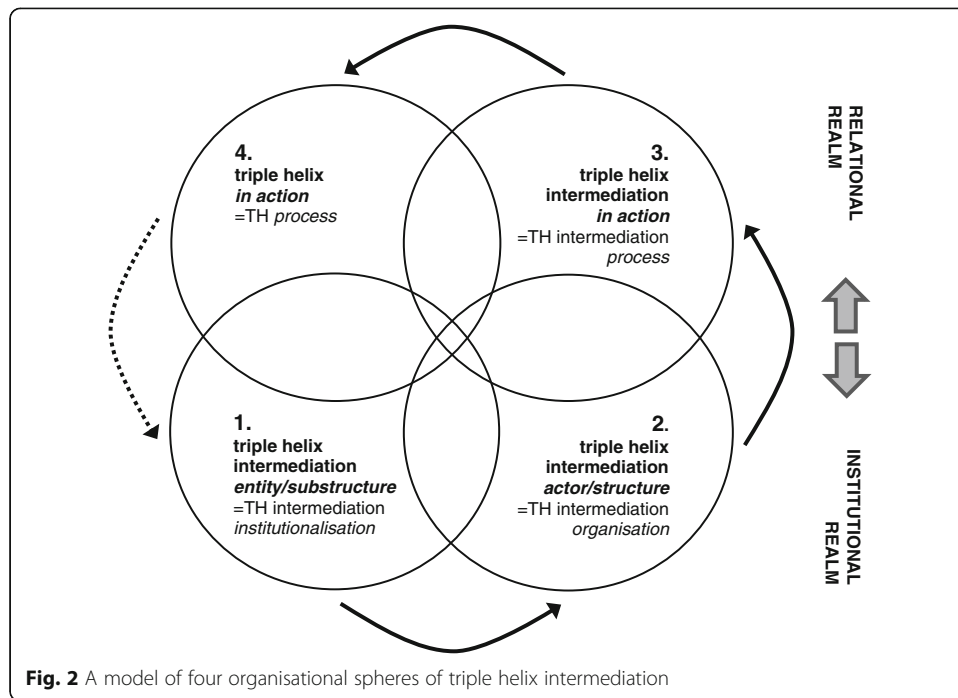 4.
triple helix
in action
=TH process
3.
triple helix
intermediation
in action
=TH intermediation
process
RELATIONAL
REALM
1.
triple helix
intermediation
entity/substructure
=TH intermediation
institutionalisation
2.
triple helix
intermediation
actor/structure
=TH intermediation
organisation
INSTITUTIONAL
REALM
Fig. 2 A model of four organisational spheres of triple helix intermediation